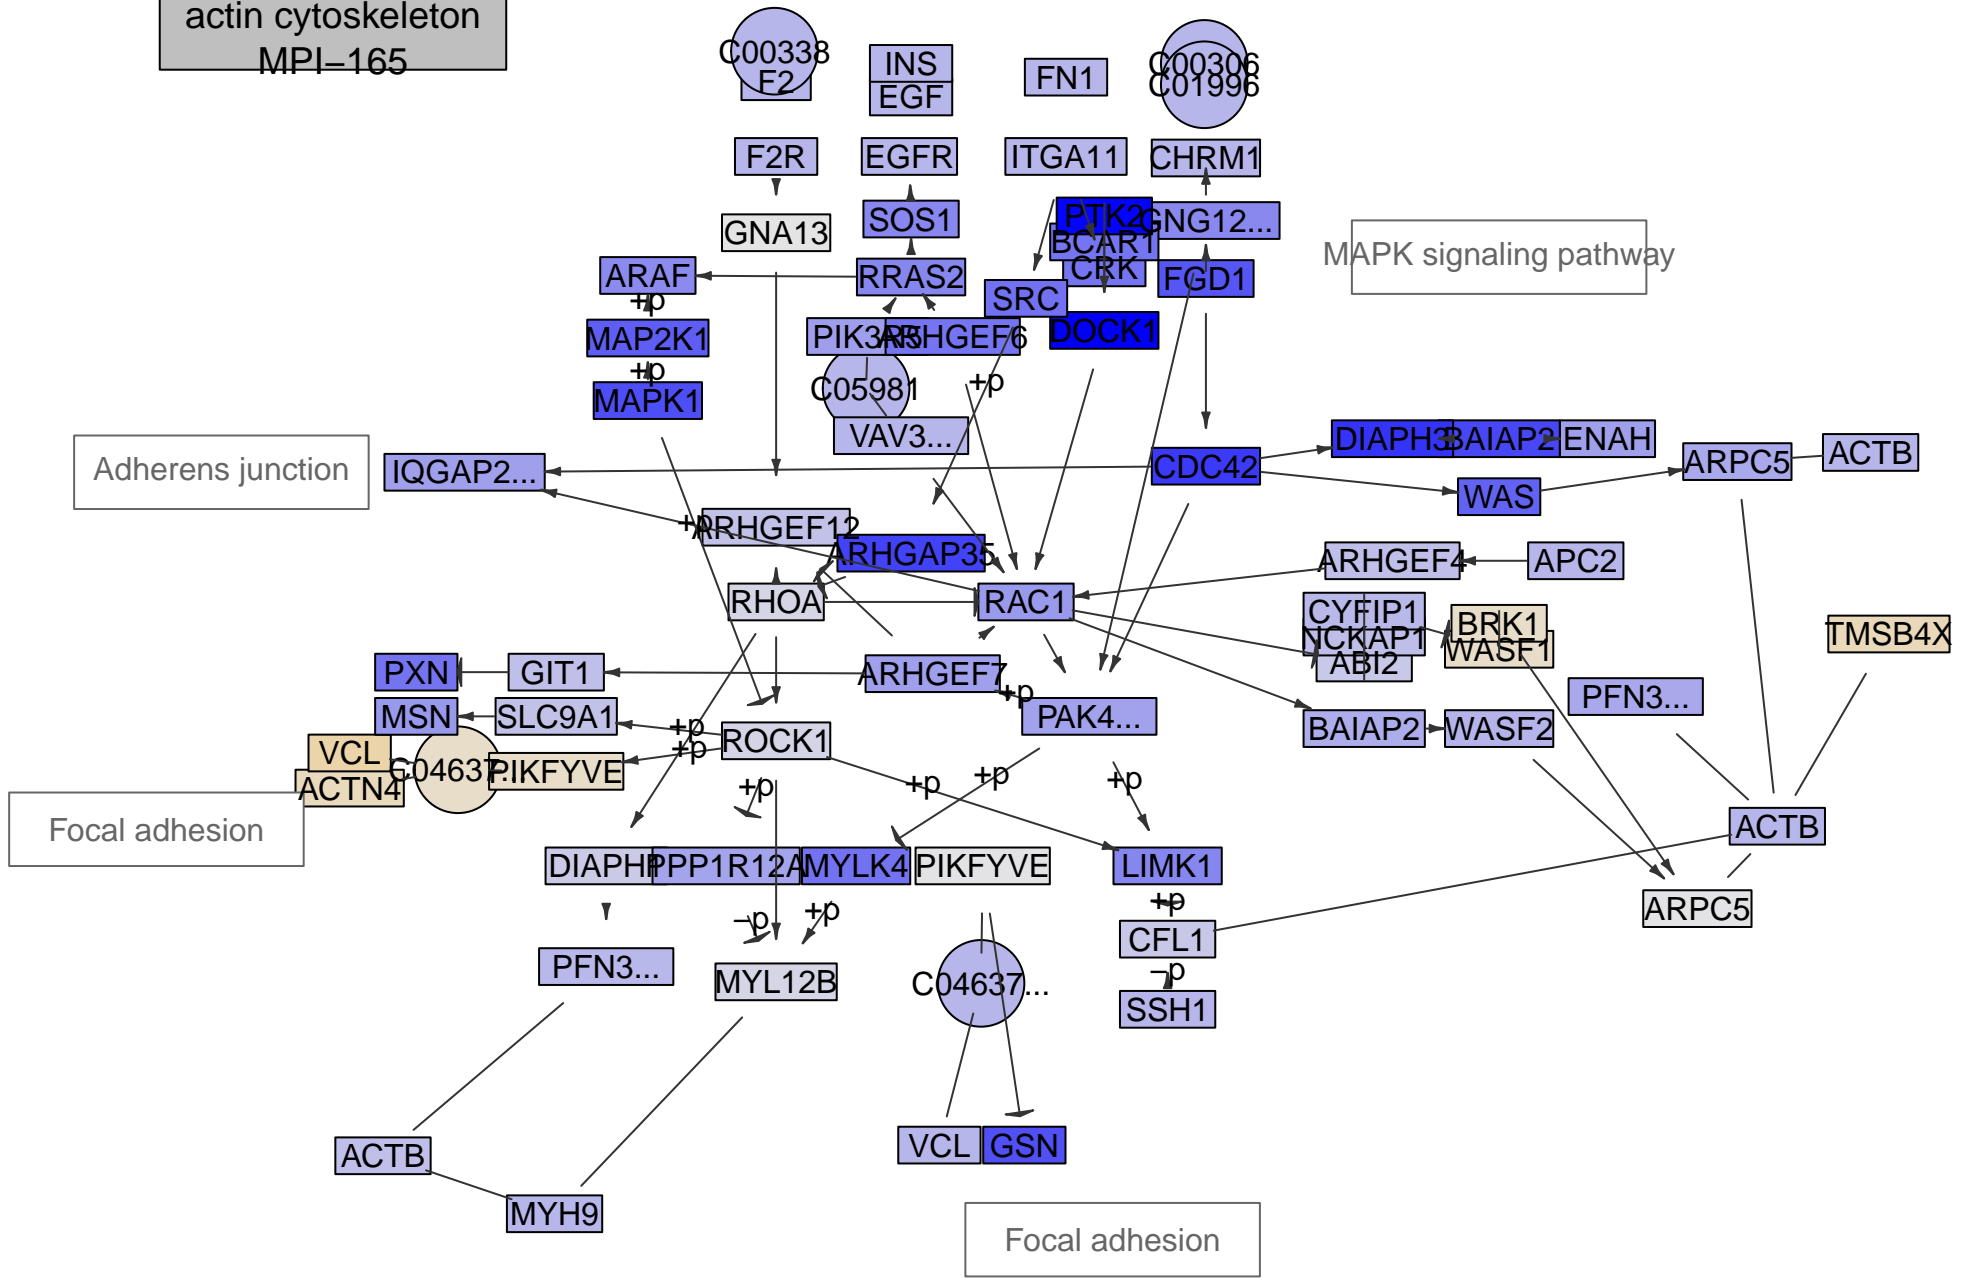 actin cytoskeleton
MPI−165
C00338
F2
INS
EGF
FN1
C00306
C01996
F2R
EGFR
ITGA11
CHRM1
GNA13
SOS1
PTK2
GNG12...
BCAR1
CRK
MAPK signaling pathway
ARAF
RRAS2
SRC
FGD1
+p
MAP2K1
ARHGEF6
DOCK1
+p
MAPK1
C05981
+p
VAV3...
Adherens junction
IQGAP2...
CDC42
DIAPH3
BAIAP2
ENAH
ARPC5
ACTB
WAS
+p
ARHGEF12
ARHGAP35
ARHGEF4
APC2
RHOA
RAC1
CYFIP1
NCKAP1
ABI2
BRK1
WASF1
TMSB4X
PXN
GIT1
ARHGEF7
+p
PFN3...
MSN
SLC9A1
+p
PAK4...
BAIAP2
WASF2
ROCK1
+p
VCL
ACTN4
C04637...
PIKFYVE
+p
+p
+p
+p
Focal adhesion
ACTB
PPP1R12A
MYLK4
PIKFYVE
LIMK1
+p
ARPC5
−p
+p
CFL1
PFN3...
MYL12B
C04637...
−p
SSH1
ACTB
VCL
GSN
MYH9
Focal adhesion